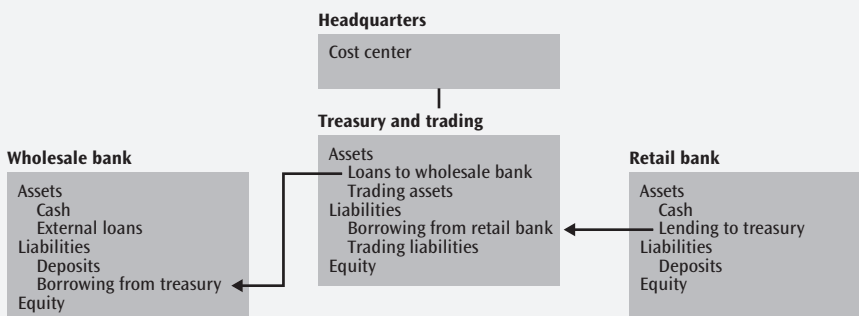 Headquarters
Cost center
Treasury and trading
Assets
Loans to wholesale bank
Trading assets
Liabilities
Borrowing from retail bank
Trading liabilities
Equity
Wholesale bank
Assets
Cash
External loans
Liabilities
Deposits
Borrowing from treasury
Equity
Retail bank
Assets
Cash
Lending to treasury
Liabilities
Deposits
Equity